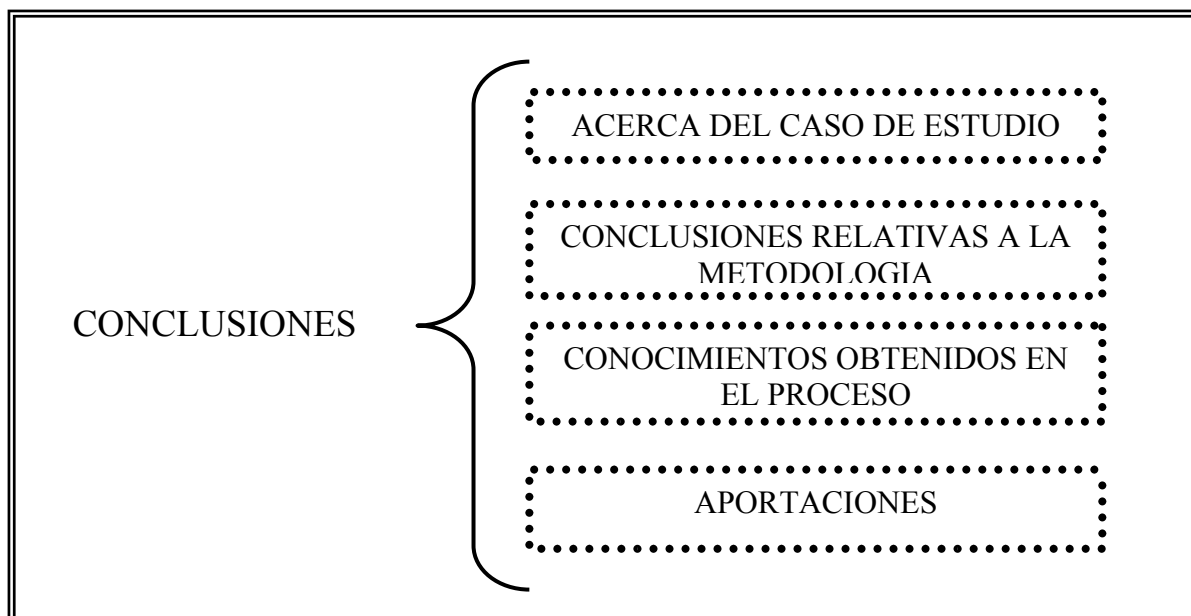 ACERCA DEL CASO DE ESTUDIO
CONCLUSIONES RELATIVAS A LA
METODOLOGIA
CONCLUSIONES
CONOCIMIENTOS OBTENIDOS EN
EL PROCESO
APORTACIONES